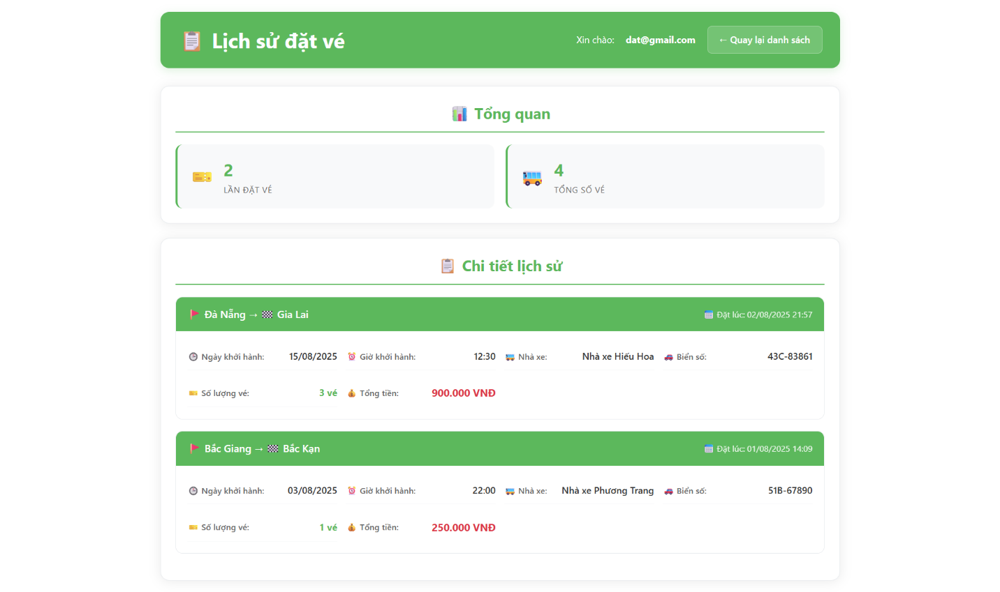 Lịch sử đặt vé
Xin chào: dat@gmail.com
← Quay lại danh sách
Tổng quan
2
LẦN ĐẶT VÉ
4
TỔNG SỐ VÉ
Chi tiết lịch sử
Đà Nẵng → Gia Lai
Đặt lúc: 02/08/2025 21:57
Ngày khởi hành: 15/08/2025
Giờ khởi hành: 12:30
Nhà xe: Nhà xe Hiếu Hoa
Biển số: 43C-83861
Số lượng vé: 3 vé
Tổng tiền: 900.000 VNĐ
Bắc Giang → Bắc Kạn
Đặt lúc: 01/08/2025 14:09
Ngày khởi hành: 03/08/2025
Giờ khởi hành: 22:00
Nhà xe: Nhà xe Phương Trang
Biển số: 51B-67890
Số lượng vé: 1 vé
Tổng tiền: 250.000 VNĐ